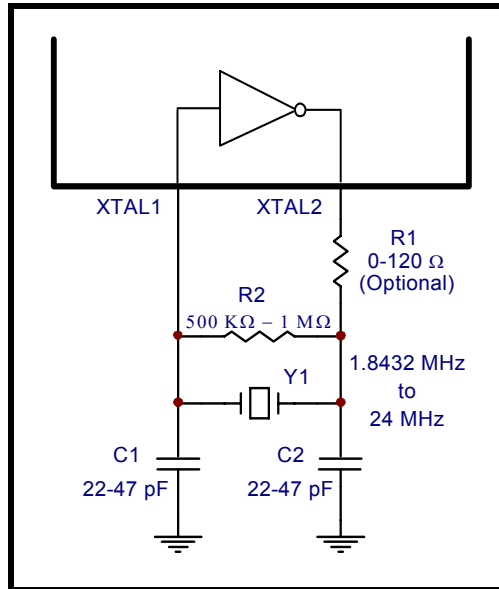 XTAL1
XTAL2
R1
0-120 Ω
(Optional)
R2
500 KΩ – 1 MΩ
Y1
1.8432 MHz
to
24 MHz
C1
22-47 pF
C2
22-47 pF